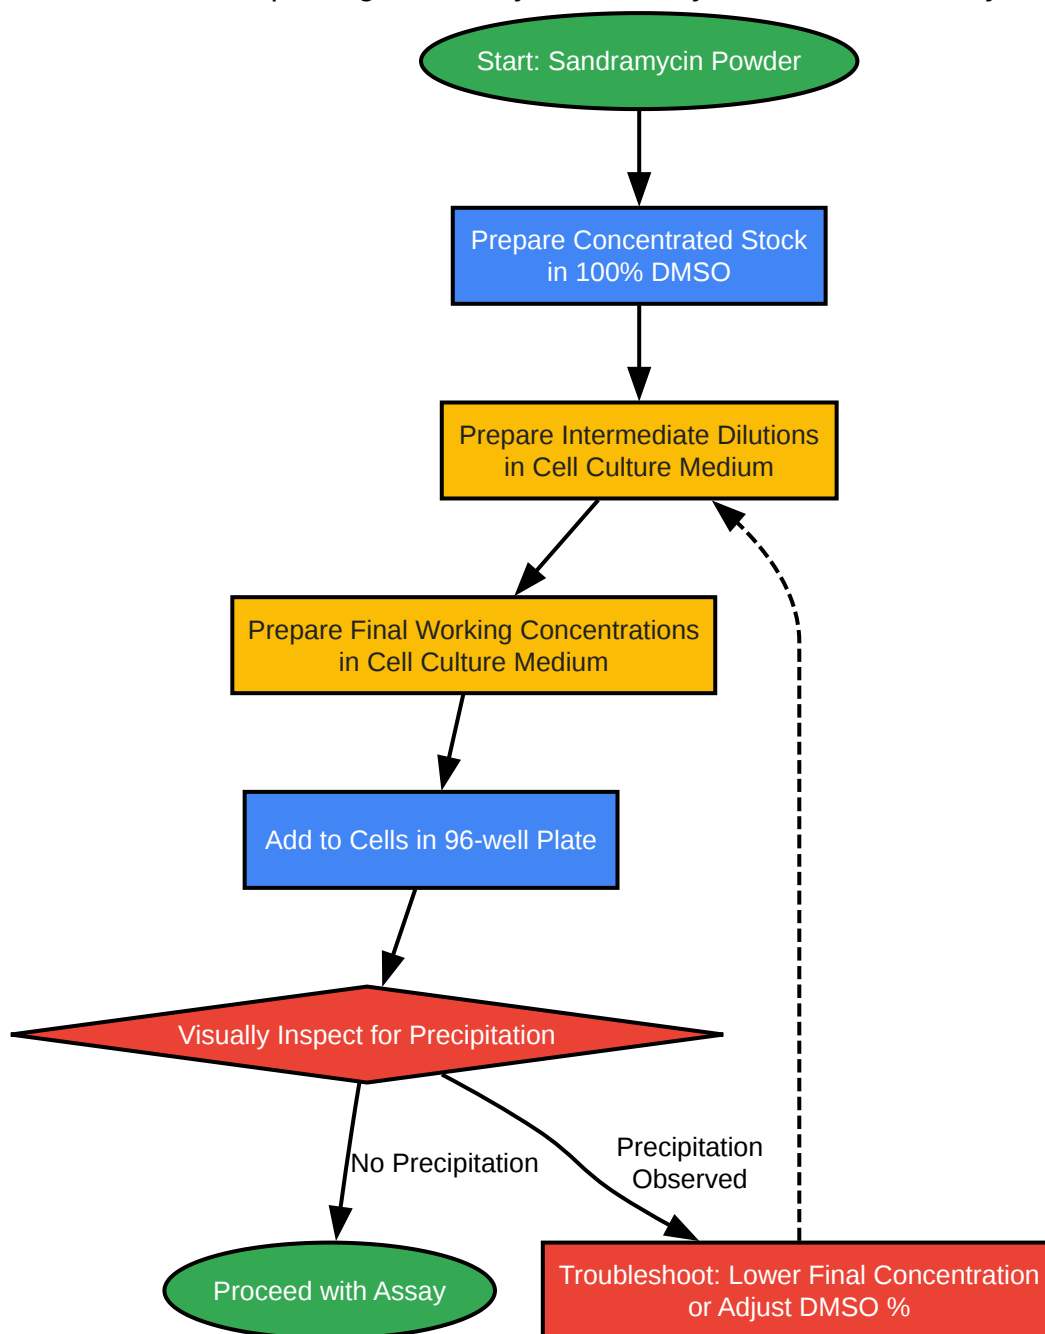 Start: Sandramycin Powder
Prepare Concentrated Stock
in 100% DMSO
Prepare Intermediate Dilutions
in Cell Culture Medium
Prepare Final Working Concentrations
in Cell Culture Medium
Add to Cells in 96-well Plate
Visually Inspect for Precipitation
No Precipitation
Precipitation
Observed
Proceed with Assay
Troubleshoot: Lower Final Concentration
or Adjust DMSO %